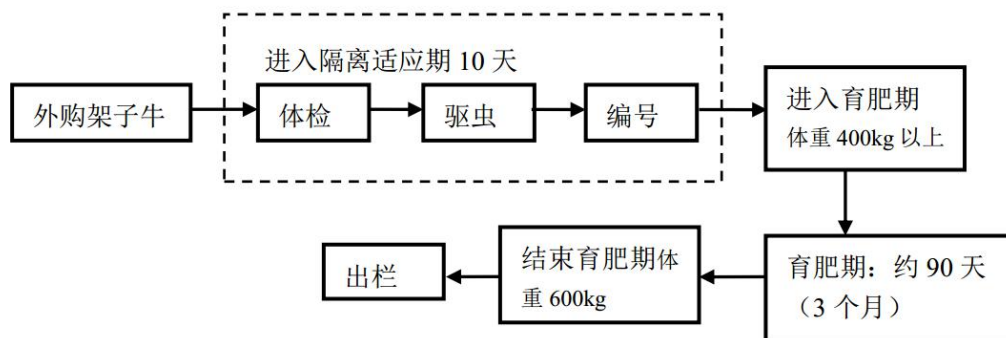 进入隔离适应期 10 天
外购架子牛
体检
驱虫
编号
进入育肥期
体重 400kg 以上
育肥期：约 90 天
（3 个月）
结束育肥期体
重 600kg
出栏